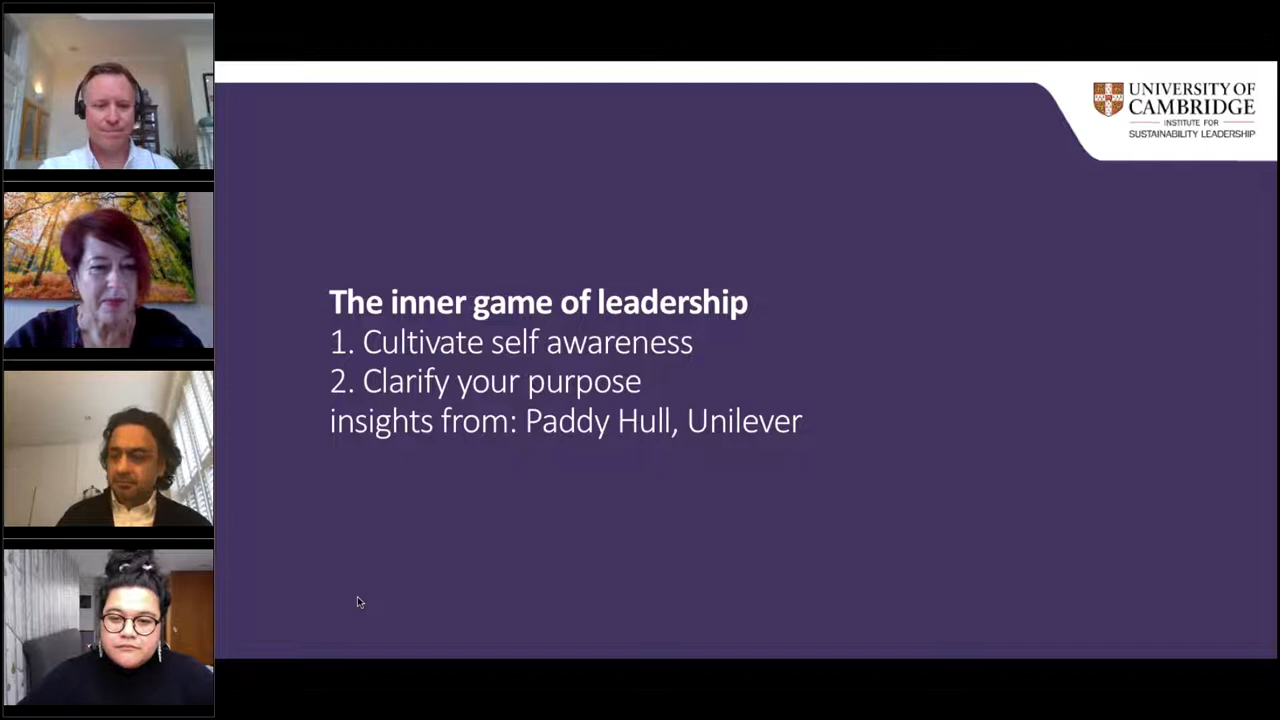 UNIVERSITY OF
CAMBRIDGE
INSTITUTE FOR
SUSTAINABILITY LEADERSHIP
The inner game of leadership
1. Cultivate self awareness
2. Clarify your purpose
insights from: Paddy Hull, Unilever